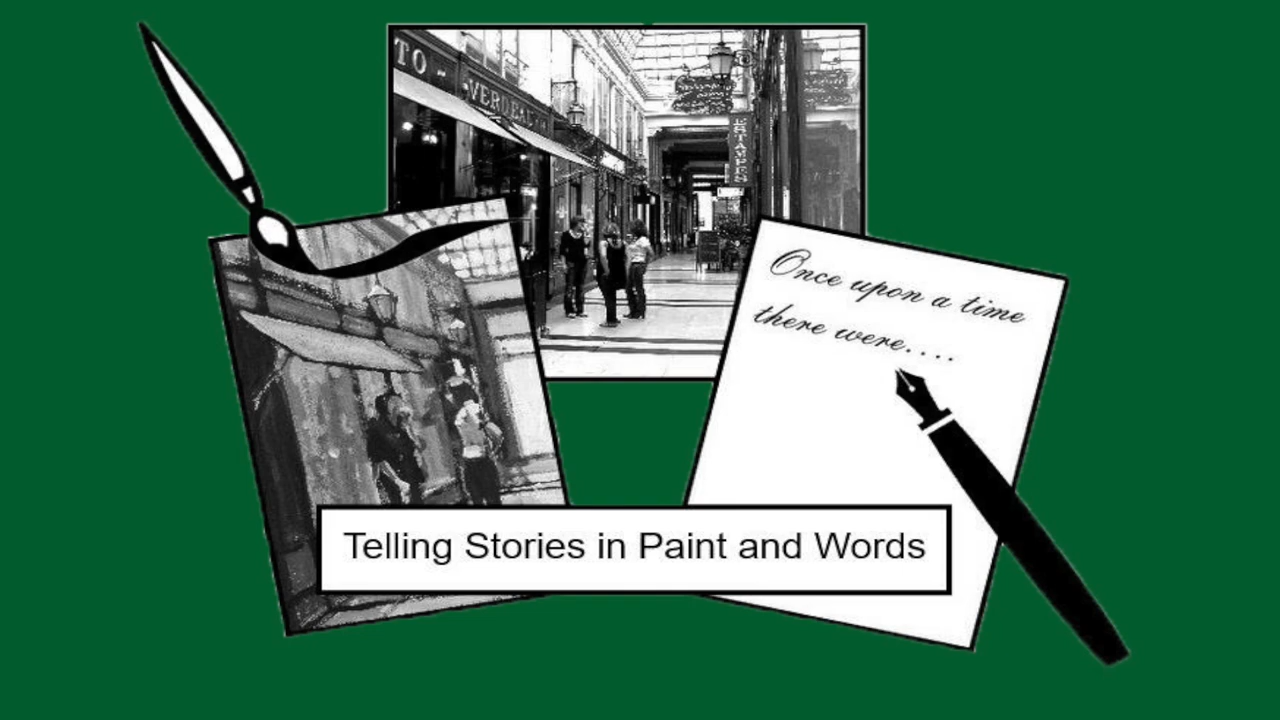 TO -
VERDEAU
ESTAMPES
Once upon a time
there were....
Telling Stories in Paint and Words